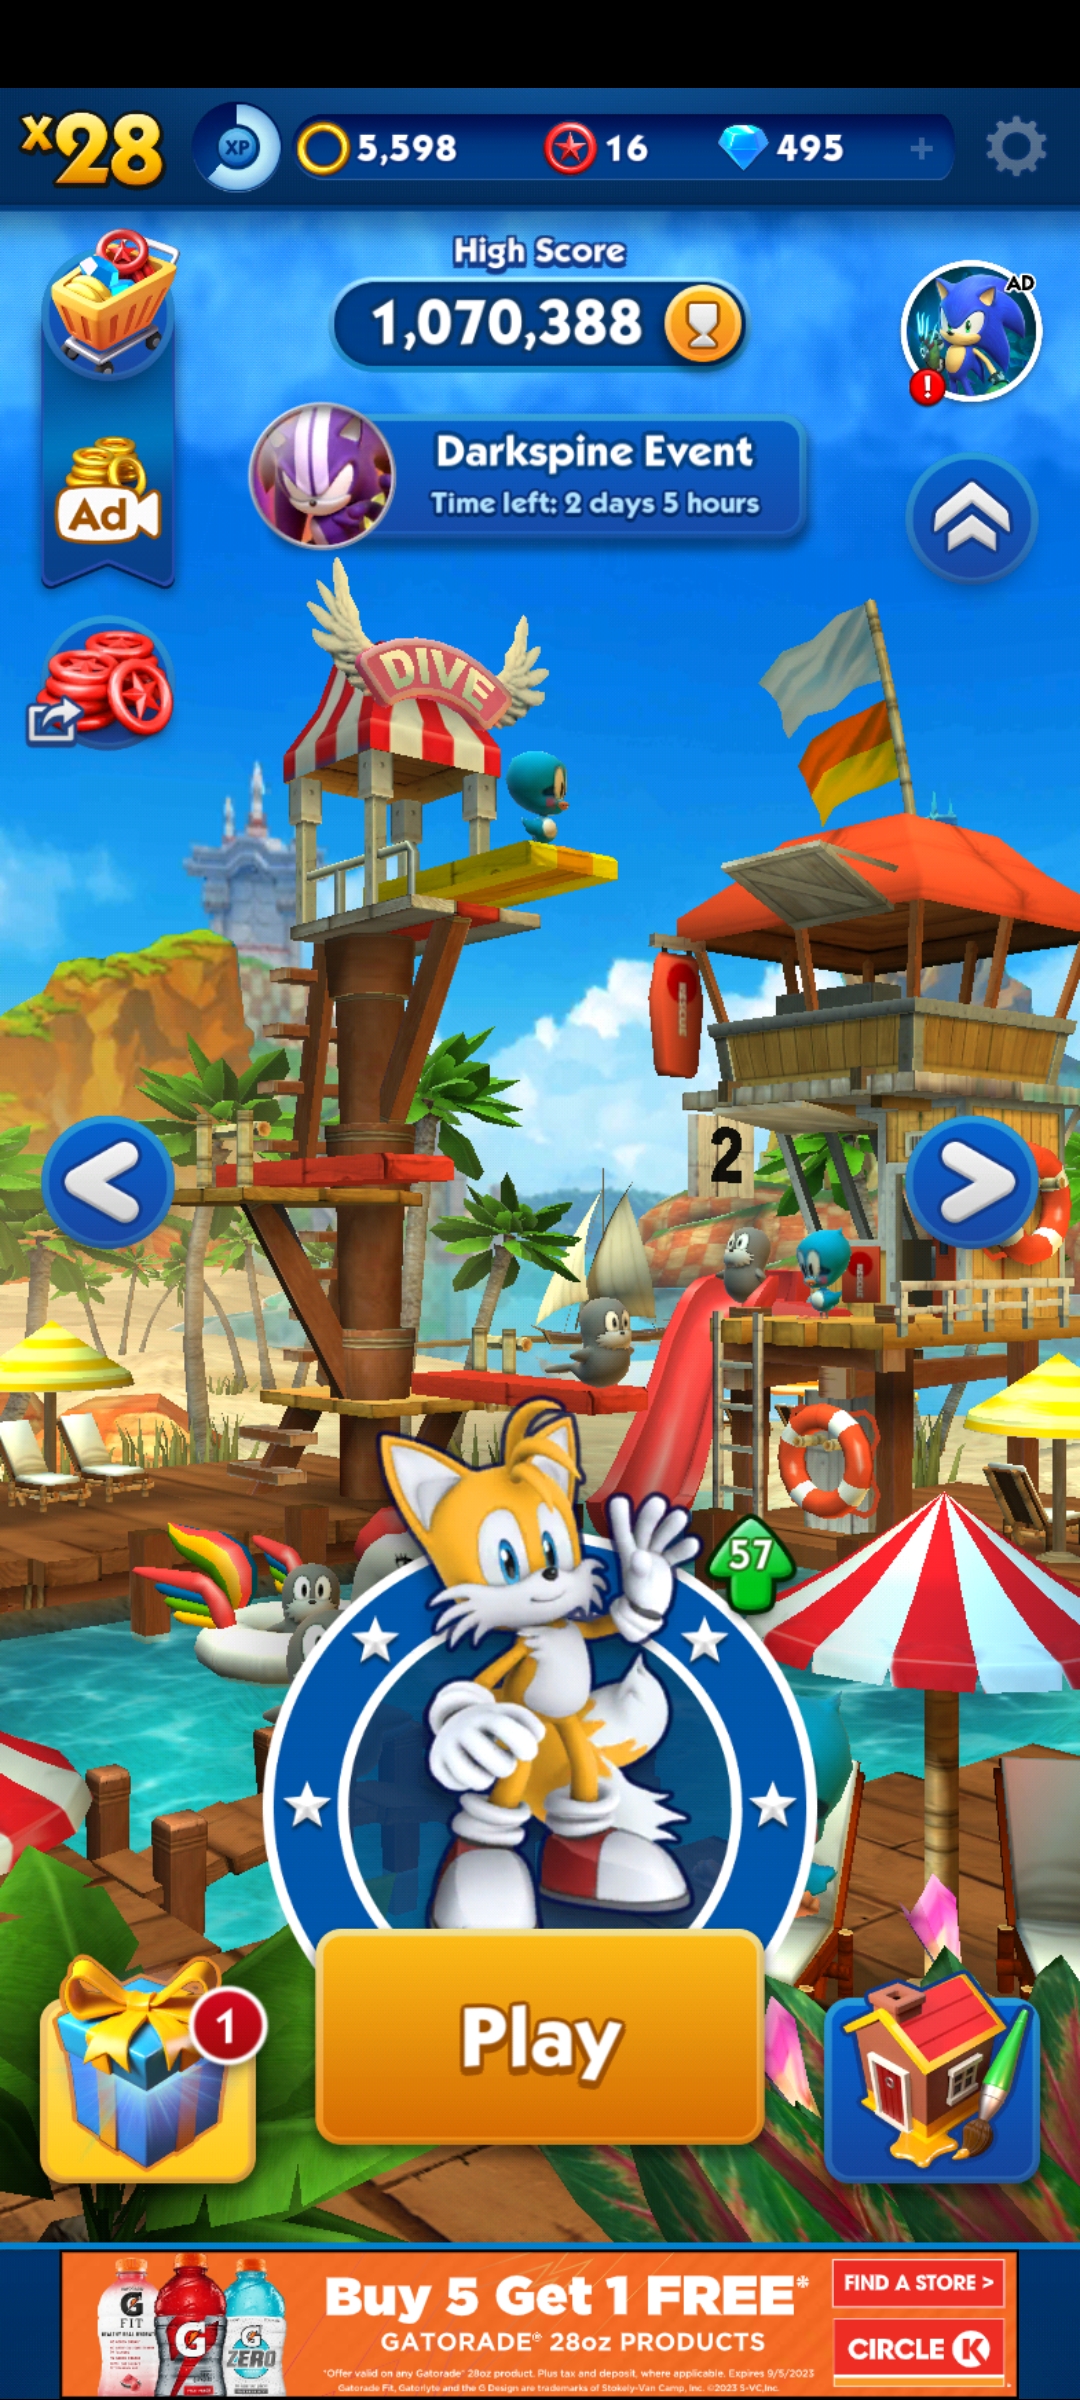 x28
XP
5,598
16
495
+
High Score
1,070,388
AD
!
Darkspine Event
Time left: 2 days 5 hours
Ad
DIVE
RESCUE
2
57
1
Play
Buy 5 Get 1 FREE*
GATORADE® 28oz PRODUCTS
*Offer valid on any Gatorade® 28oz product. Plus tax and deposit, where applicable. Expires 9/5/2023
Gatorade Fit, Gatorlyte and the G Design are trademarks of Stokely-Van Camp, Inc. ©2023 S-VC,Inc.
G
FIT
G
G
ZERO
FIND A STORE >
CIRCLE K